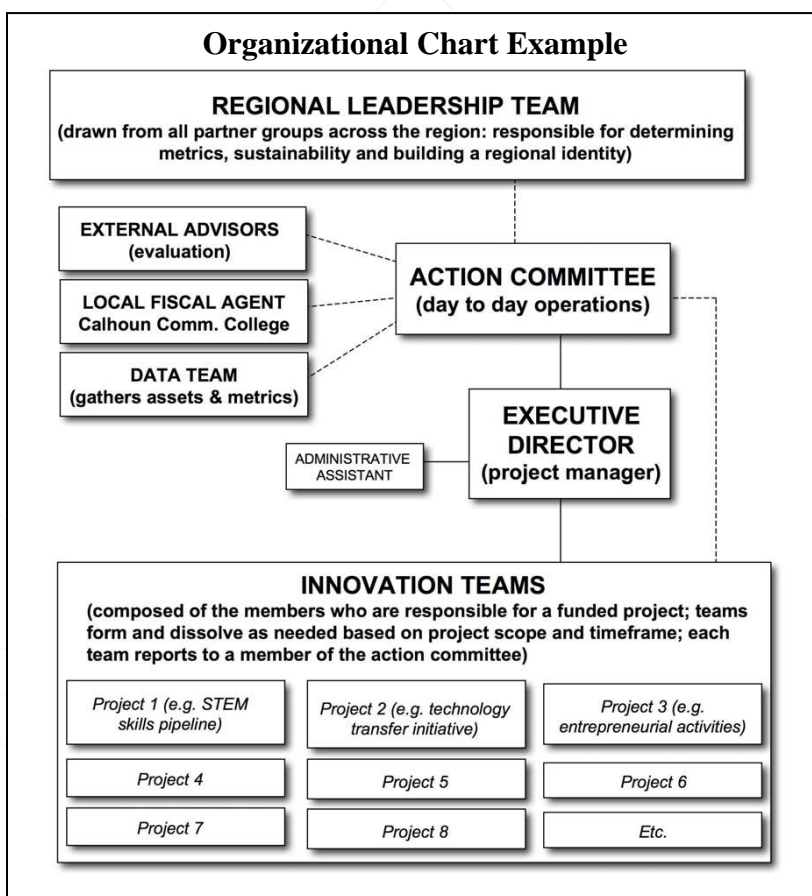 Organizational Chart Example
REGIONAL LEADERSHIP TEAM
(drawn from all partner groups across the region: responsible for determining
metrics, sustainability and building a regional identity)
EXTERNAL ADVISORS
(evaluation)
LOCAL FISCAL AGENT
Calhoun Comm. College
DATA TEAM
(gathers assets & metrics)
ACTION COMMITTEE
(day to day operations)
EXECUTIVE
DIRECTOR
(project manager)
ADMINISTRATIVE
ASSISTANT
INNOVATION TEAMS
(composed of the members who are responsible for a funded project; teams
form and dissolve as needed based on project scope and timeframe; each
team reports to a member of the action committee)
Project 1 (e.g. STEM
skills pipeline)
Project 2 (e.g. technology
transfer initiative)
Project 3 (e.g.
entrepreneurial activities)
Project 4
Project 5
Project 6
Project 7
Project 8
Etc.